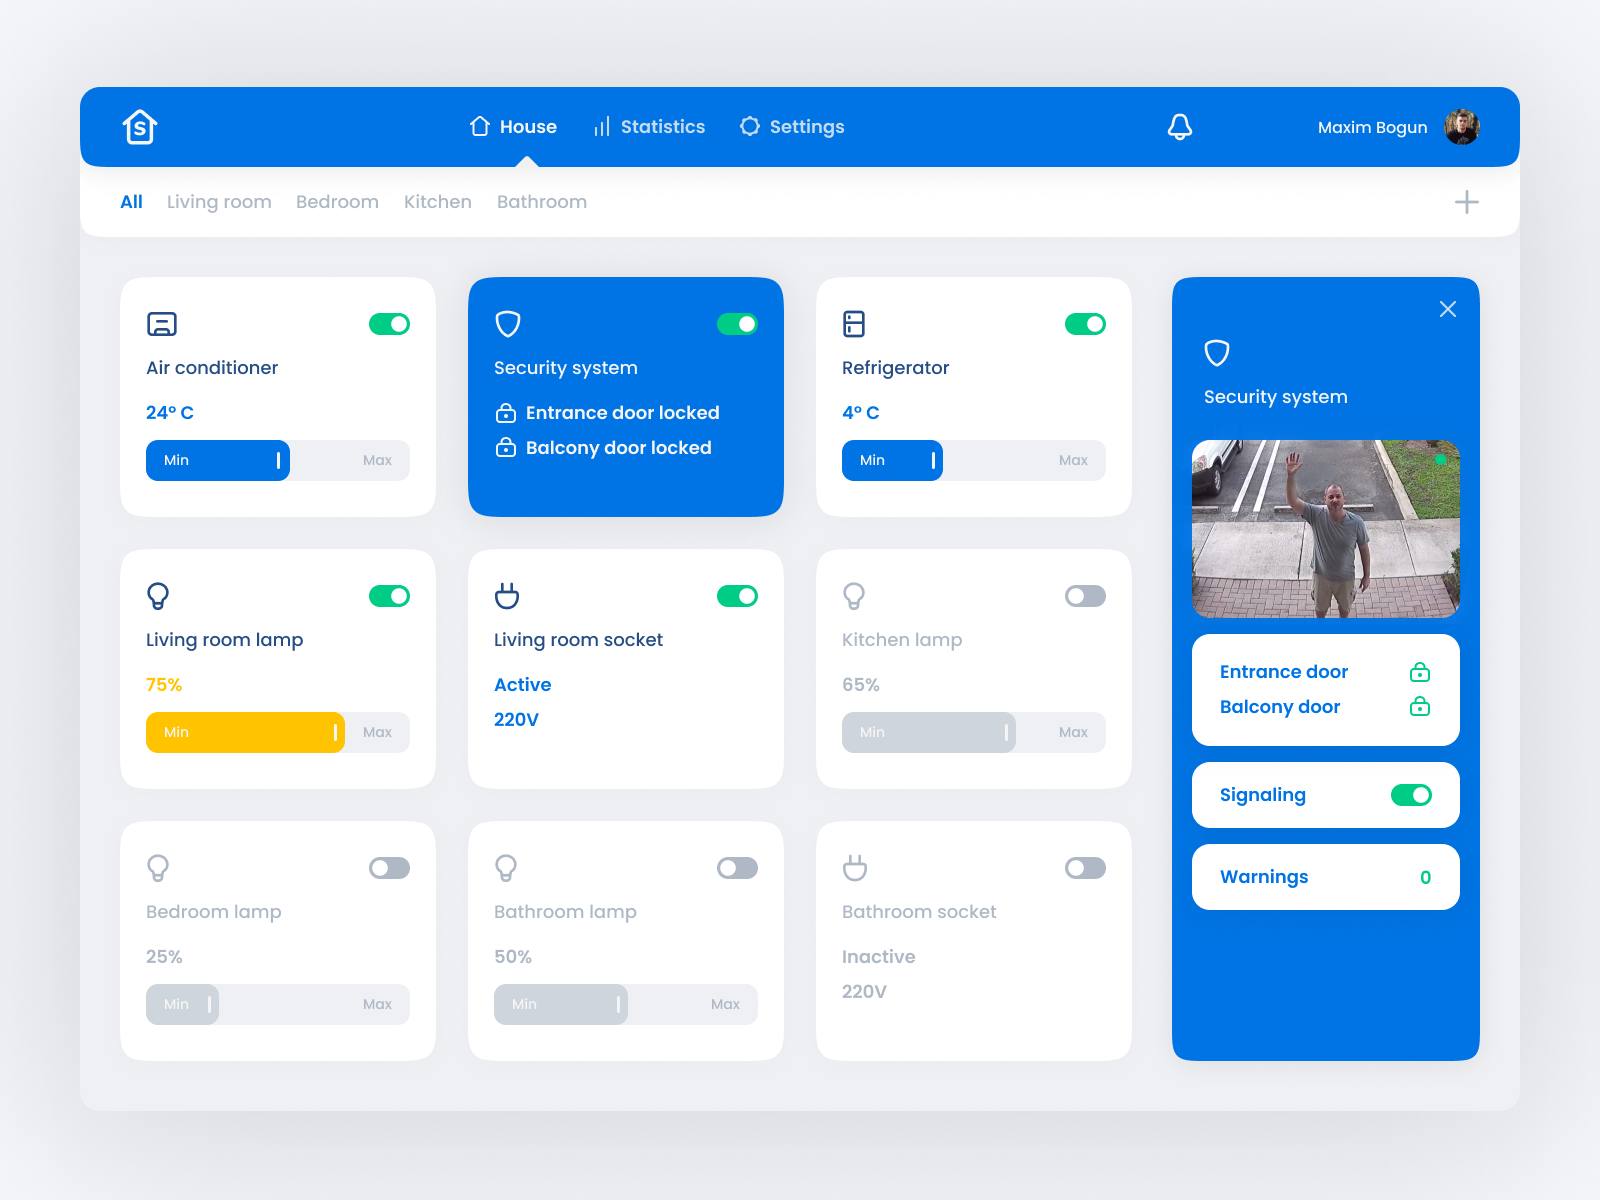 S
House
Statistics
Settings
Maxim Bogun
All
Living room
Bedroom
Kitchen
Bathroom
Air conditioner
24° C
Min
Max
Security system
Entrance door locked
Balcony door locked
Refrigerator
4° C
Min
Max
Living room lamp
75%
Min
Max
Living room socket
Active
220V
Kitchen lamp
65%
Min
Max
Bedroom lamp
25%
Min
Max
Bathroom lamp
50%
Min
Max
Bathroom socket
Inactive
220V
Security system
Entrance door
Balcony door
Signaling
Warnings 0